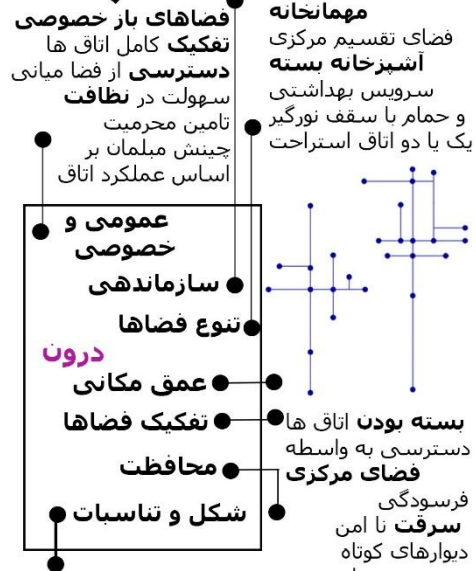 مهمانخانه
فضای تقسیم مرکزی
آشپزخانه بسته
سرویس بهداشتی
و حمام با سقف نورگیر
یک یا دو اتاق استراحت
فضاهای باز خصوصی
تفکیک کامل اتاق ها
دسترسی از فضا میانی
سهولت در نظافت
تامین محرمیت
چینش مبلمان بر
اساس عملکرد اتاق
عمومی و
خصوصی
سازماندهی
تنوع فضاها
درون
عمق مکانی
تفکیک فضاها
محافظت
شکل و تناسبات
بسته بودن اتاق ها
دسترسی به واسطه
فضای مرکزی
فرسودگی
سرقت نا امن
دیوارهای کوتاه